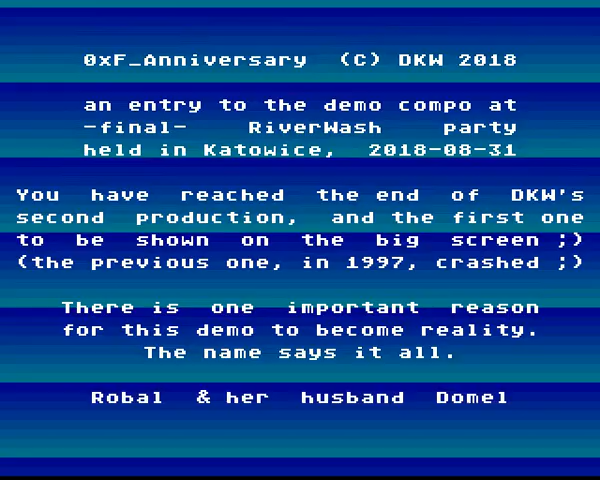 0xF_Anniversary (C) DKW 2018
an entry to the demo compo at
-final- RiverWash party
held in Katowice, 2018-08-31
You have reached the end of DKW's
second production, and the first one
to be shown on the big screen ;)
(the previous one, in 1997, crashed ;)
There is one important reason
for this demo to become reality.
The name says it all.
Robal & her husband Domel